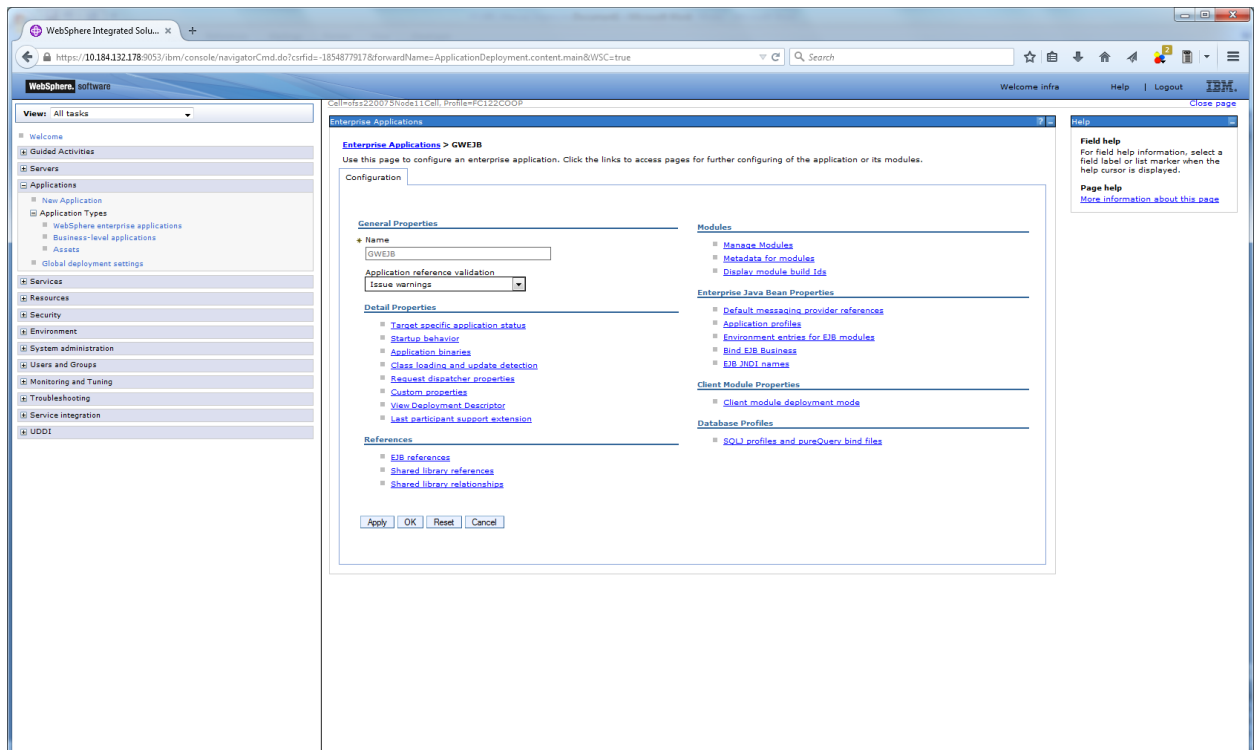 WebSphere Integrated Solu... × +
https://10.184.132.178:9053/ibm/console/navigatorCmd.do?csrfid=-1854877917&forwardName=ApplicationDeployment.content.main&WSC=true
Search
2
WebSphere. software
Welcome infra
Help | Logout
IBM.
Cell=ofss220075Node11Cell, Profile=FC122COOP
Close page
View: All tasks
Welcome
Guided Activities
Servers
Applications
New Application
Application Types
WebSphere enterprise applications
Business-level applications
Assets
Global deployment settings
Services
Resources
Security
Environment
System administration
Users and Groups
Monitoring and Tuning
Troubleshooting
Service integration
UDDI
Enterprise Applications
?
Enterprise Applications > GWEJB
Use this page to configure an enterprise application. Click the links to access pages for further configuring of the application or its modules.
Configuration
General Properties
Name
GWEJB
Application reference validation
Issue warnings
Detail Properties
Target specific application status
Startup behavior
Application binaries
Class loading and update detection
Request dispatcher properties
Custom properties
View Deployment Descriptor
Last participant support extension
References
EJB references
Shared library references
Shared library relationships
Modules
Manage Modules
Metadata for modules
Display module build Ids
Enterprise Java Bean Properties
Default messaging provider references
Application profiles
Environment entries for EJB modules
Bind EJB Business
EJB JNDI names
Client Module Properties
Client module deployment mode
Database Profiles
SQLJ profiles and pureQuery bind files
Apply OK Reset Cancel
Help
Field help
For field help information, select a
field label or list marker when the
help cursor is displayed.
Page help
More information about this page